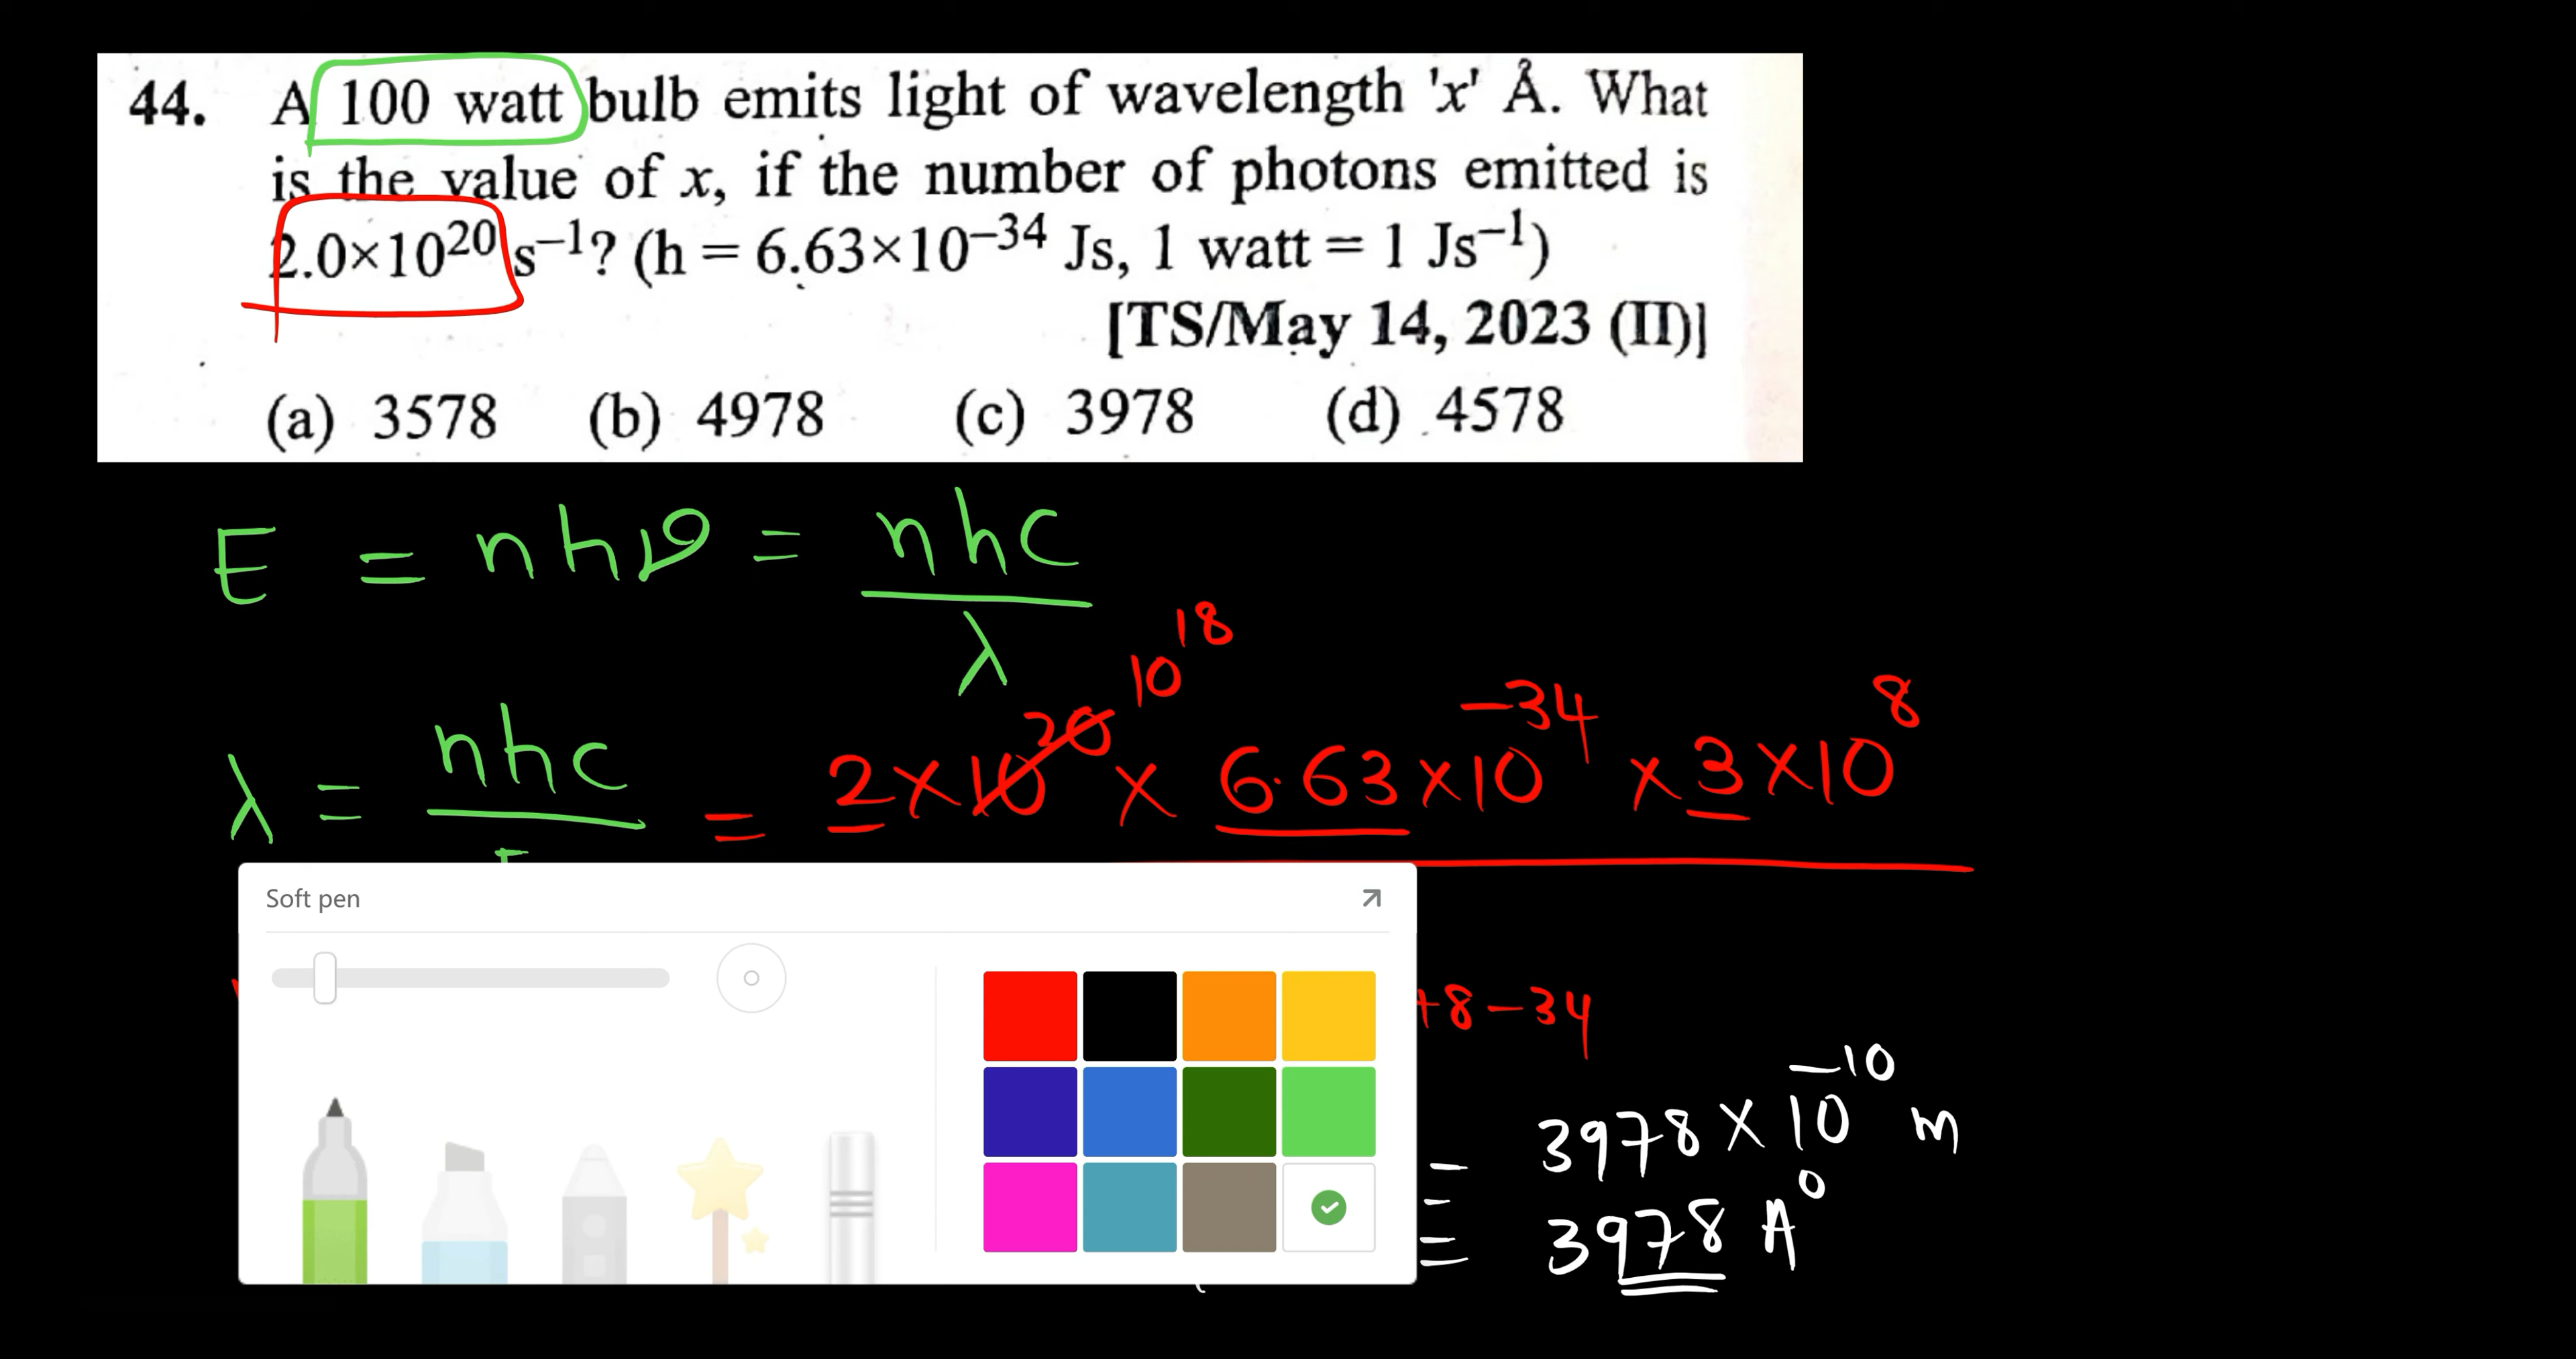 44. A 100 watt bulb emits light of wavelength 'x' Å. What
is the value of x, if the number of photons emitted is
2.0×10²⁰ s⁻¹? (h = 6.63×10⁻³⁴ Js, 1 watt = 1 Js⁻¹)
[TS/May 14, 2023 (II)]
(a) 3578 (b) 4978 (c) 3978 (d) 4578
E = nhν = nhc/λ
10¹⁸
λ = nhc = 2×10²⁰ × 6.63×10⁻³⁴ ×3×10⁸
Soft pen
+8-34
= 3978 × 10⁻¹⁰ m
= 3978 A⁰